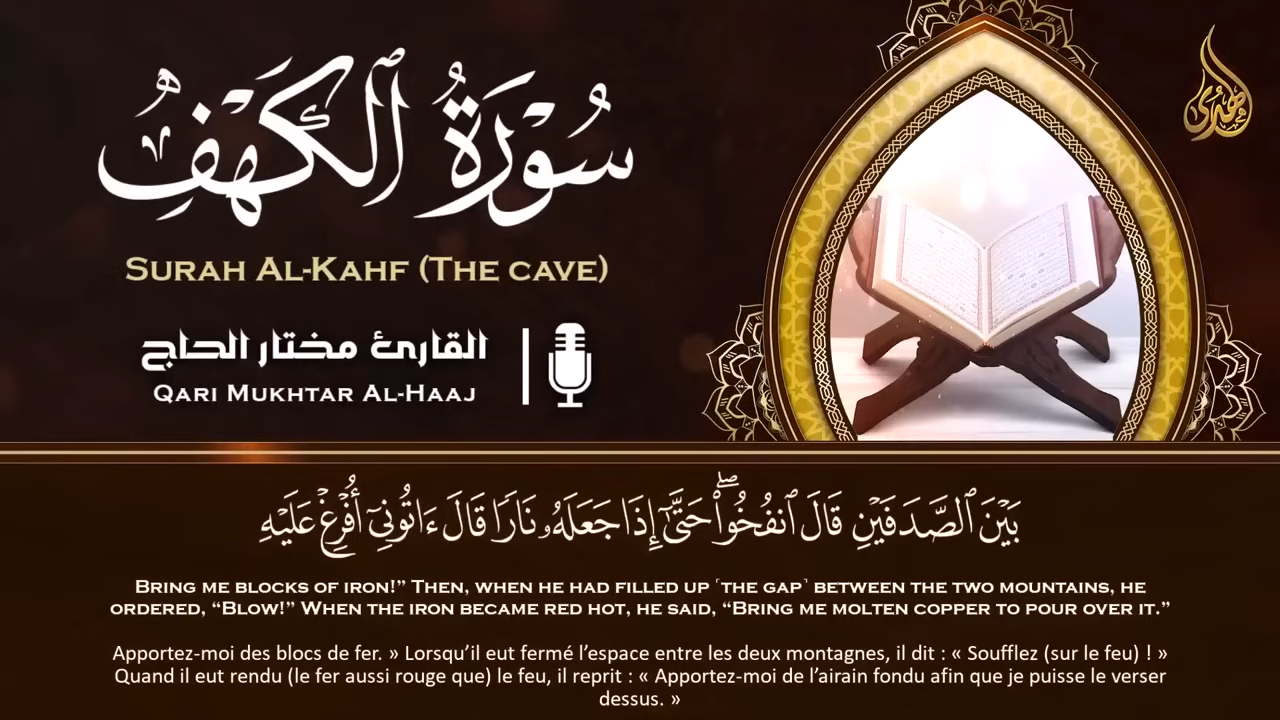 سُورَةُ ٱلْكَهْفِ
SURAH AL-KAHF (THE CAVE)
القارئ مختار الحاج
QARI MUKHTAR AL-HAAJ
الهدى
بَيْنَ ٱلصَّدَفَيْنِ قَالَ ٱنفُخُوا۟ ۖ حَتَّىٰٓ إِذَا جَعَلَهُۥ نَارًا قَالَ ءَاتُونِىٓ أُفْرِغْ عَلَيْهِ
BRING ME BLOCKS OF IRON!” THEN, WHEN HE HAD FILLED UP ˹THE GAP˺ BETWEEN THE TWO MOUNTAINS, HE
ORDERED, “BLOW!” WHEN THE IRON BECAME RED HOT, HE SAID, “BRING ME MOLTEN COPPER TO POUR OVER IT.”
Apportez-moi des blocs de fer. » Lorsqu’il eut fermé l’espace entre les deux montagnes, il dit : « Soufflez (sur le feu) ! »
Quand il eut rendu (le fer aussi rouge que) le feu, il reprit : « Apportez-moi de l’airain fondu afin que je puisse le verser
dessus. »